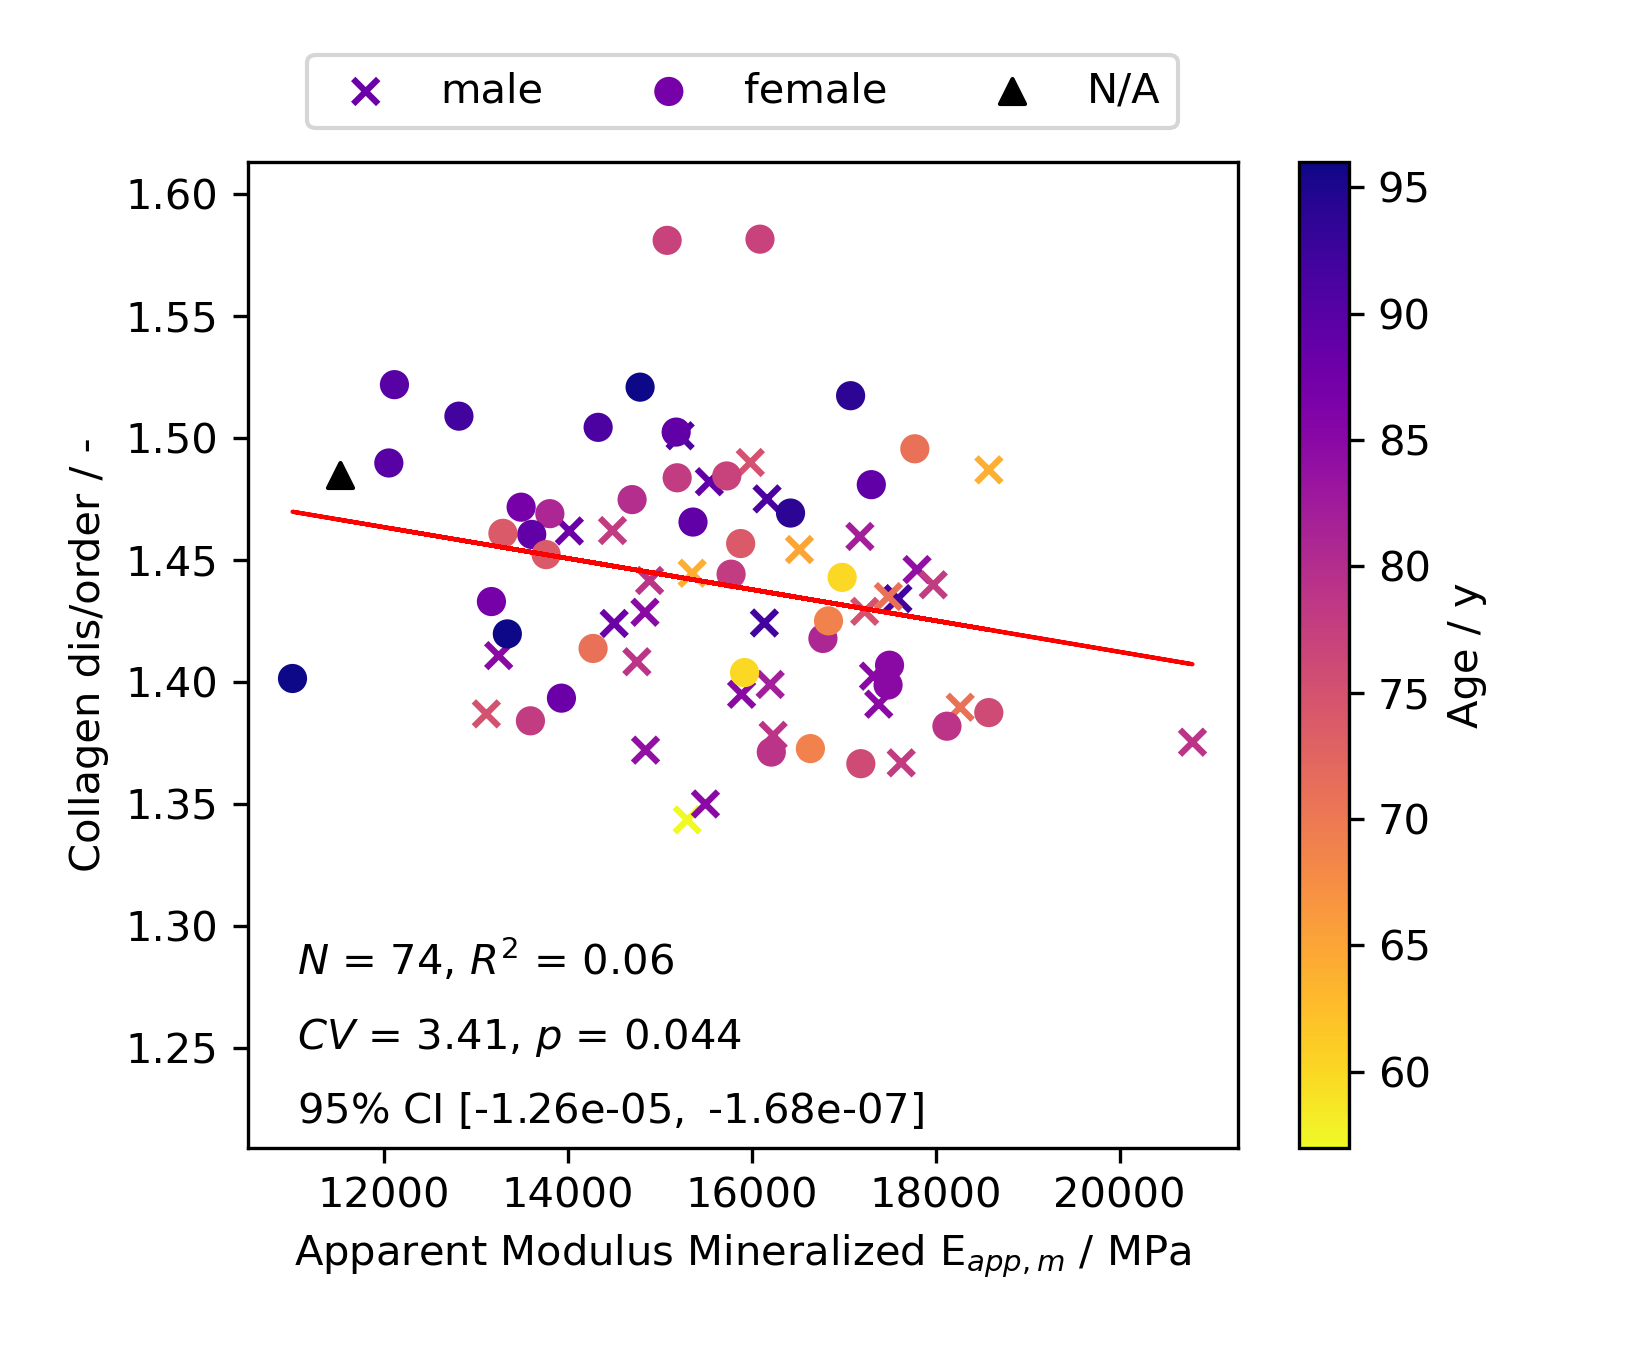 male female N/A
1.60
1.55
1.50
1.45
1.40
1.35
1.30
1.25
Collagen dis/order / -
N = 74, R² = 0.06
CV = 3.41, p = 0.044
95% CI [-1.26e-05, -1.68e-07]
12000 14000 16000 18000 20000
Apparent Modulus Mineralized E_app,m / MPa
95
90
85
80
75
70
65
60
Age / y